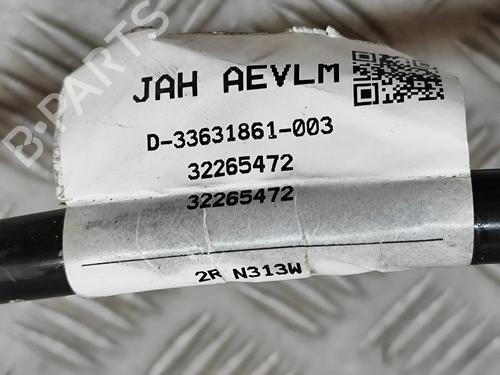 JAH AEVLM
D-33631861-003
32265472
32265472
2R N313W
B-PARTS